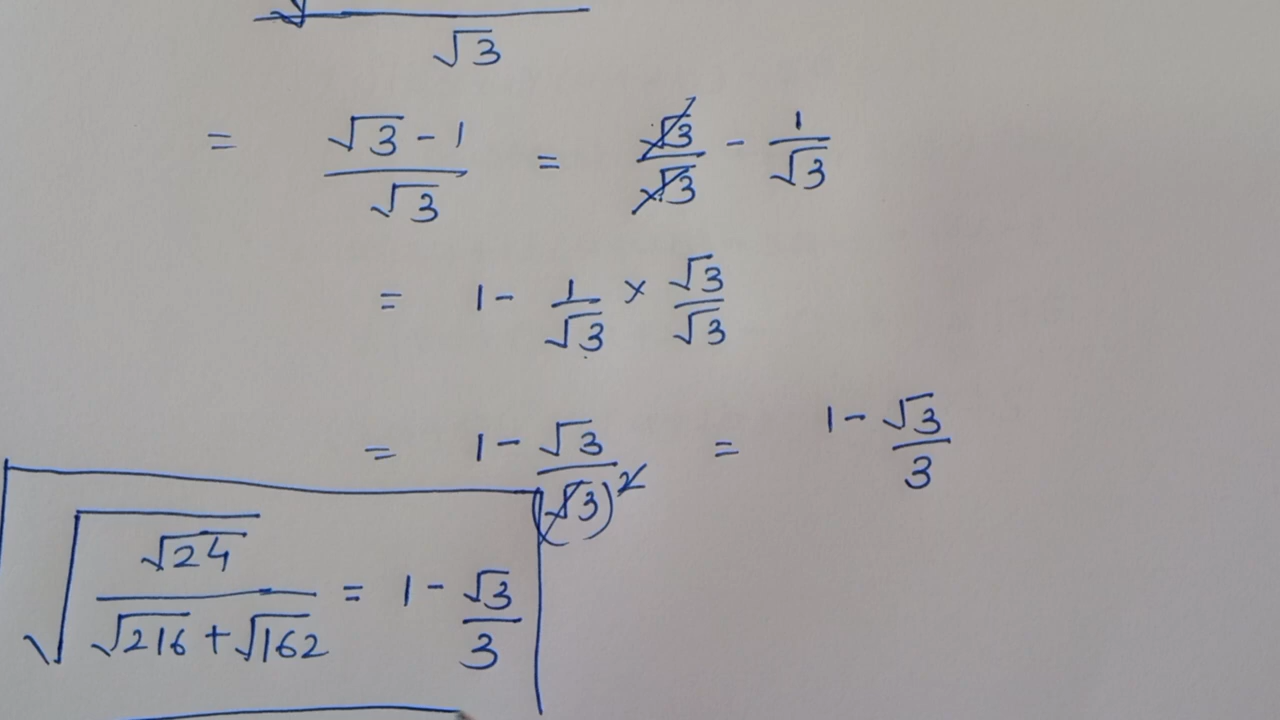 √3
= (√3 - 1)/√3 = √3/√3 - 1/√3
= 1 - 1/√3 × √3/√3
= 1 - √3/(√3)² = 1 - √3/3
√(√24/(√216 + √162)) = 1 - √3/3